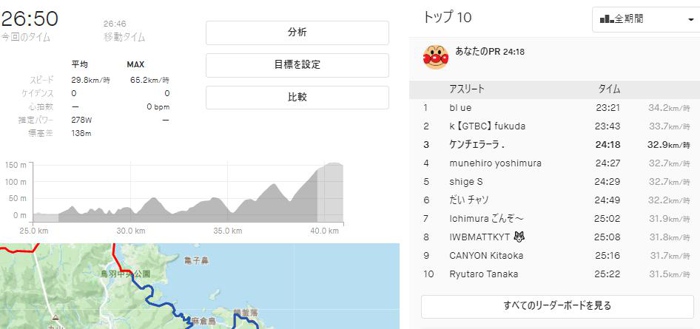 26:50
今回のタイム
26:46
移動タイム
分析
目標を設定
比較
平均 MAX
スピード 29.8km/時 65.2km/時
ケイデンス 0 0
心拍数 — 0 bpm
推定パワー 278W —
標高差 138m
150 m
100 m
50 m
0 m
25.0 km 30.0 km 35.0 km 40.0 km
鳥羽中央公園
亀子鼻
麻倉島
トップ 10
全期間
あなたのPR 24:18
アスリート タイム
1 bl ue 23:21 34.2km/時
2 k【GTBC】fukuda 23:43 33.7km/時
3 ケンチェラーラ . 24:18 32.9km/時
4 munehiro yoshimura 24:27 32.7km/時
5 shige S 24:29 32.7km/時
6 だい チャソ 24:49 32.2km/時
7 Ichimura ごんぞ～ 25:02 31.9km/時
8 IWBMATTKYT 25:08 31.8km/時
9 CANYON Kitaoka 25:16 31.7km/時
10 Ryutaro Tanaka 25:22 31.5km/時
すべてのリーダーボードを見る